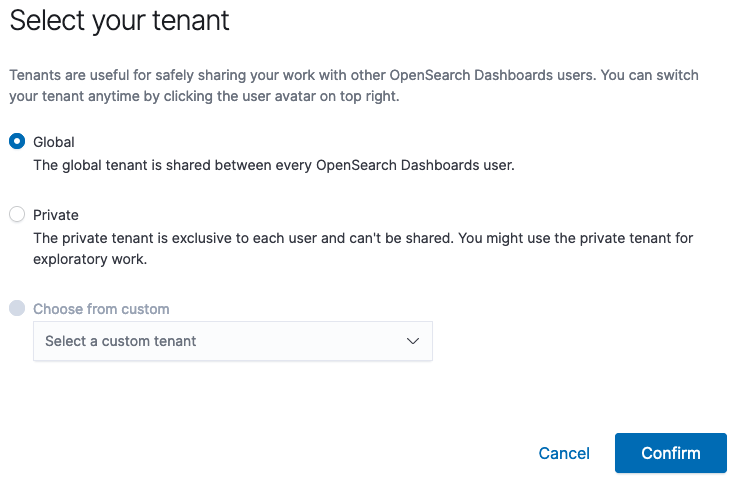 Select your tenant
Tenants are useful for safely sharing your work with other OpenSearch Dashboards users. You can switch
your tenant anytime by clicking the user avatar on top right.
Global
The global tenant is shared between every OpenSearch Dashboards user.
Private
The private tenant is exclusive to each user and can't be shared. You might use the private tenant for
exploratory work.
Choose from custom
Select a custom tenant
Cancel
Confirm